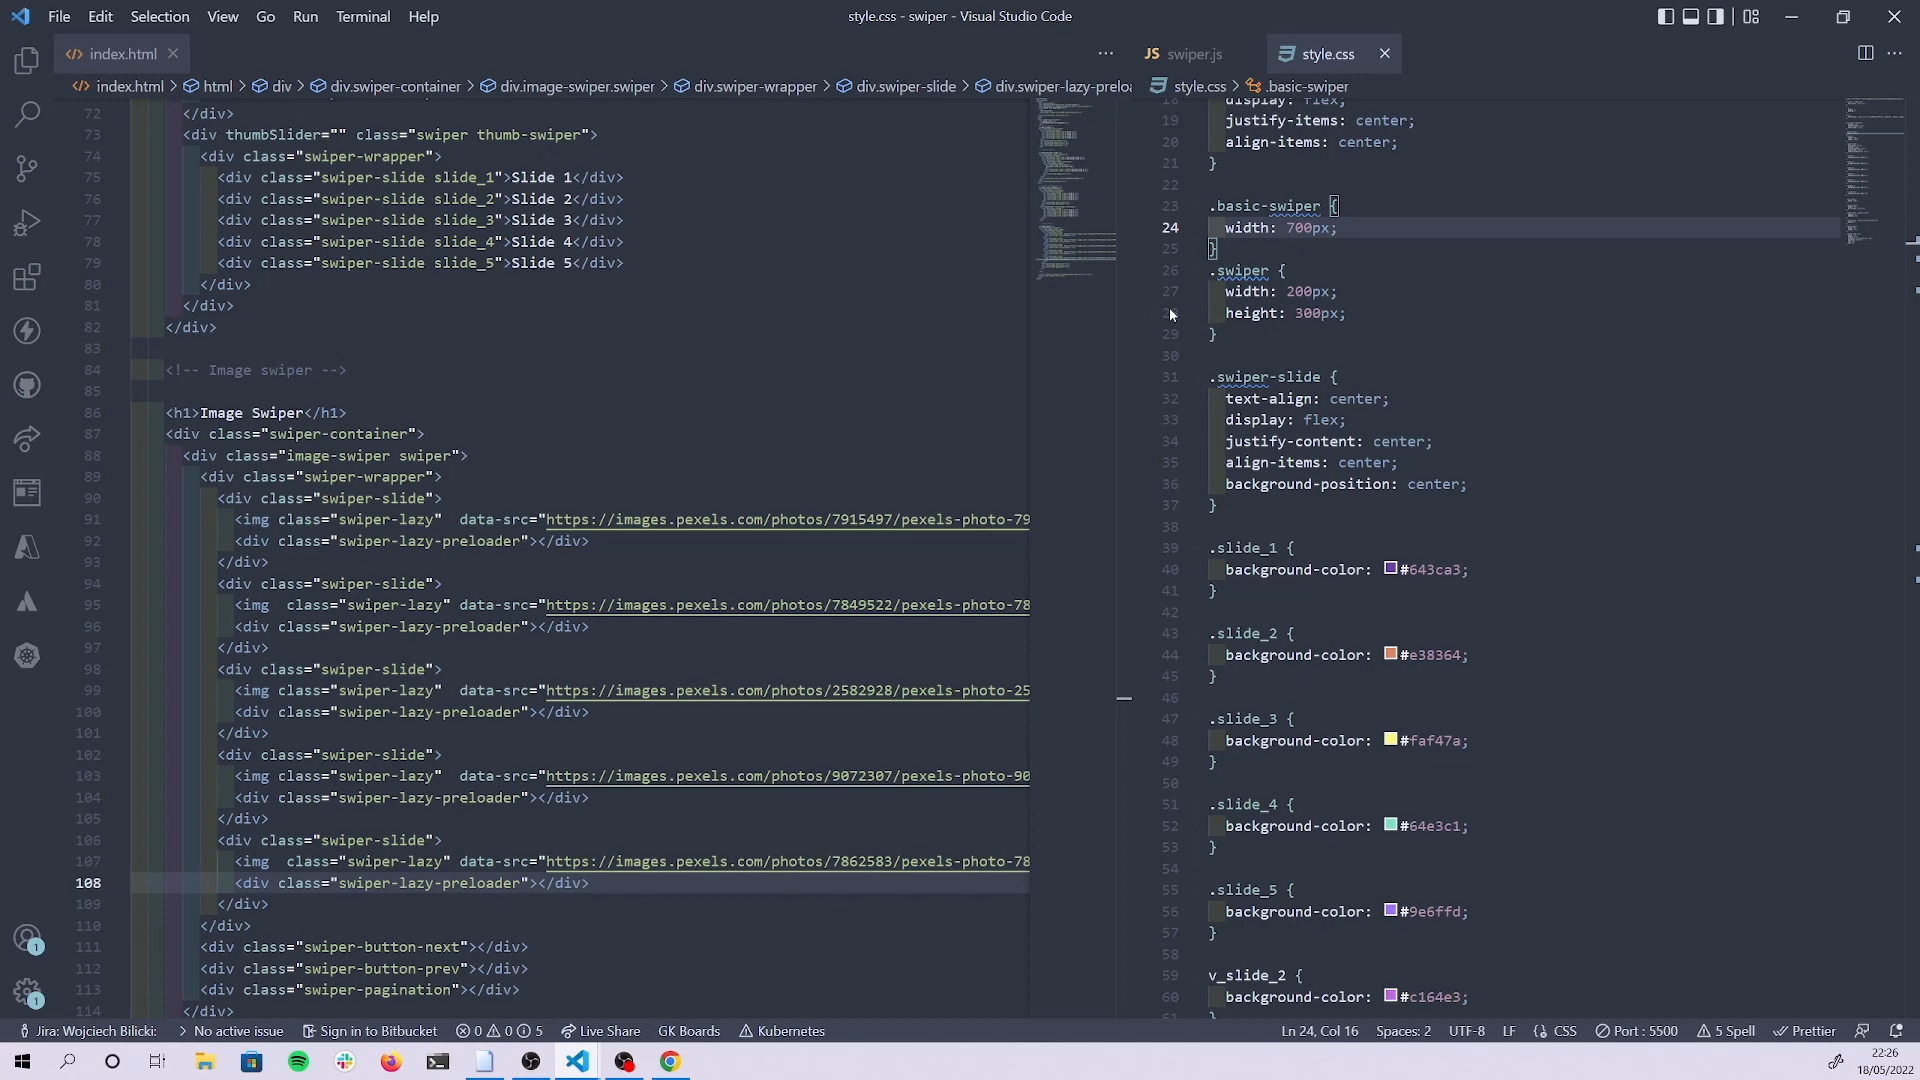 File Edit Selection View Go Run Terminal Help
style.css - swiper - Visual Studio Code
index.html
index.html > html > div > div.swiper-container > div.image-swiper.swiper > div.swiper-wrapper > div.swiper-slide > div.swiper-lazy-preloa
72 </div>
73 <div thumbSlider="" class="swiper thumb-swiper">
74 <div class="swiper-wrapper">
75 <div class="swiper-slide slide_1">Slide 1</div>
76 <div class="swiper-slide slide_2">Slide 2</div>
77 <div class="swiper-slide slide_3">Slide 3</div>
78 <div class="swiper-slide slide_4">Slide 4</div>
79 <div class="swiper-slide slide_5">Slide 5</div>
80 </div>
81 </div>
82 </div>
83
84 <!-- Image swiper -->
85
86 <h1>Image Swiper</h1>
87 <div class="swiper-container">
88 <div class="image-swiper swiper">
89 <div class="swiper-wrapper">
90 <div class="swiper-slide">
91 <img class="swiper-lazy" data-src="https://images.pexels.com/photos/7915497/pexels-photo-79
92 <div class="swiper-lazy-preloader"></div>
93 </div>
94 <div class="swiper-slide">
95 <img class="swiper-lazy" data-src="https://images.pexels.com/photos/7849522/pexels-photo-78
96 <div class="swiper-lazy-preloader"></div>
97 </div>
98 <div class="swiper-slide">
99 <img class="swiper-lazy" data-src="https://images.pexels.com/photos/2582928/pexels-photo-25
100 <div class="swiper-lazy-preloader"></div>
101 </div>
102 <div class="swiper-slide">
103 <img class="swiper-lazy" data-src="https://images.pexels.com/photos/9072307/pexels-photo-90
104 <div class="swiper-lazy-preloader"></div>
105 </div>
106 <div class="swiper-slide">
107 <img class="swiper-lazy" data-src="https://images.pexels.com/photos/7862583/pexels-photo-78
108 <div class="swiper-lazy-preloader"></div>
109 </div>
110 </div>
111 <div class="swiper-button-next"></div>
112 <div class="swiper-button-prev"></div>
113 <div class="swiper-pagination"></div>
114 </div>
JS swiper.js
style.css
style.css > .basic-swiper
18 display: flex;
19 justify-items: center;
20 align-items: center;
21 }
22
23 .basic-swiper {
24 width: 700px;
25 }
26 .swiper {
27 width: 200px;
28 height: 300px;
29 }
30
31 .swiper-slide {
32 text-align: center;
33 display: flex;
34 justify-content: center;
35 align-items: center;
36 background-position: center;
37 }
38
39 .slide_1 {
40 background-color: #643ca3;
41 }
42
43 .slide_2 {
44 background-color: #e38364;
45 }
46
47 .slide_3 {
48 background-color: #faf47a;
49 }
50
51 .slide_4 {
52 background-color: #64e3c1;
53 }
54
55 .slide_5 {
56 background-color: #9e6ffd;
57 }
58
59 v_slide_2 {
60 background-color: #c164e3;
61 }
1
1
Jira: Wojciech Bilicki: > No active issue Sign in to Bitbucket 0 0 5 Live Share GK Boards Kubernetes
Ln 24, Col 16 Spaces: 2 UTF-8 LF {} CSS Port : 5500 5 Spell Prettier
22:26
18/05/2022